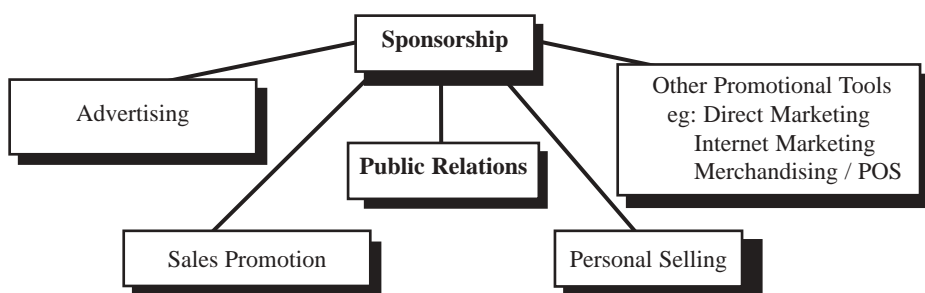 Sponsorship
Advertising
Other Promotional Tools
eg: Direct Marketing
Internet Marketing
Merchandising / POS
Public Relations
Sales Promotion
Personal Selling